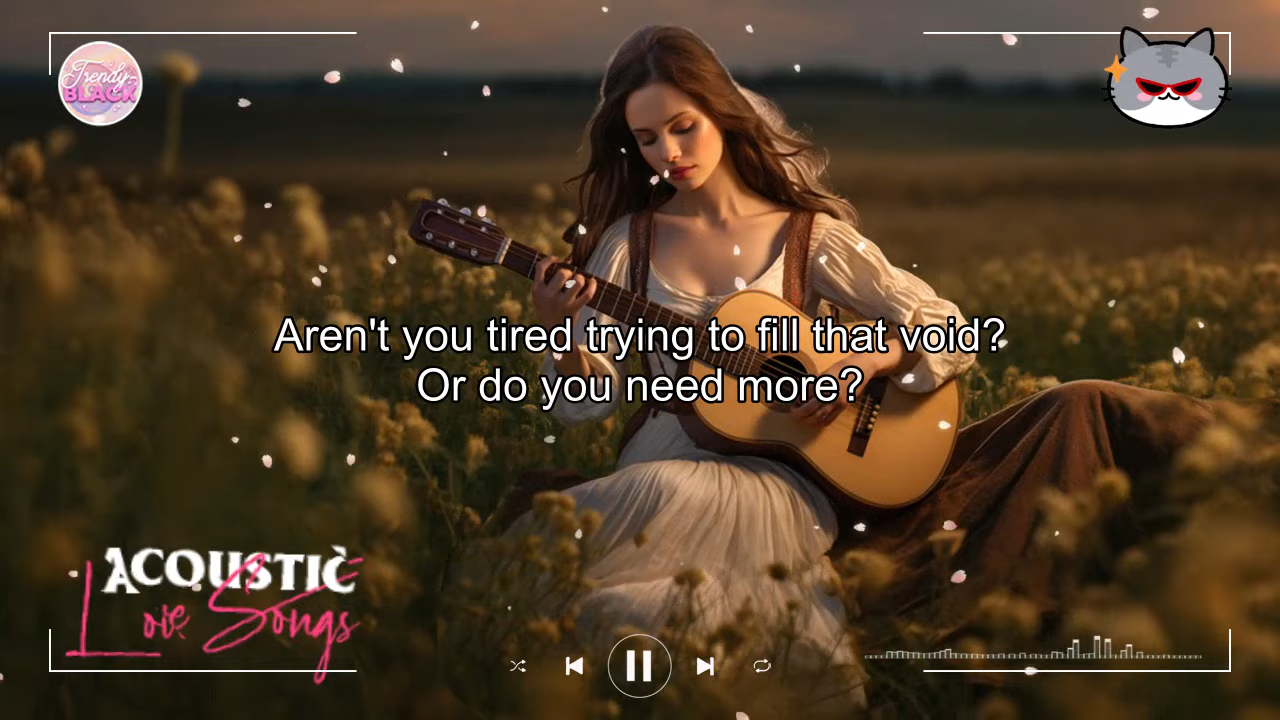 Trendy
BLACK
Aren't you tired trying to fill that void?
Or do you need more?
ACOUSTIC
Love Songs